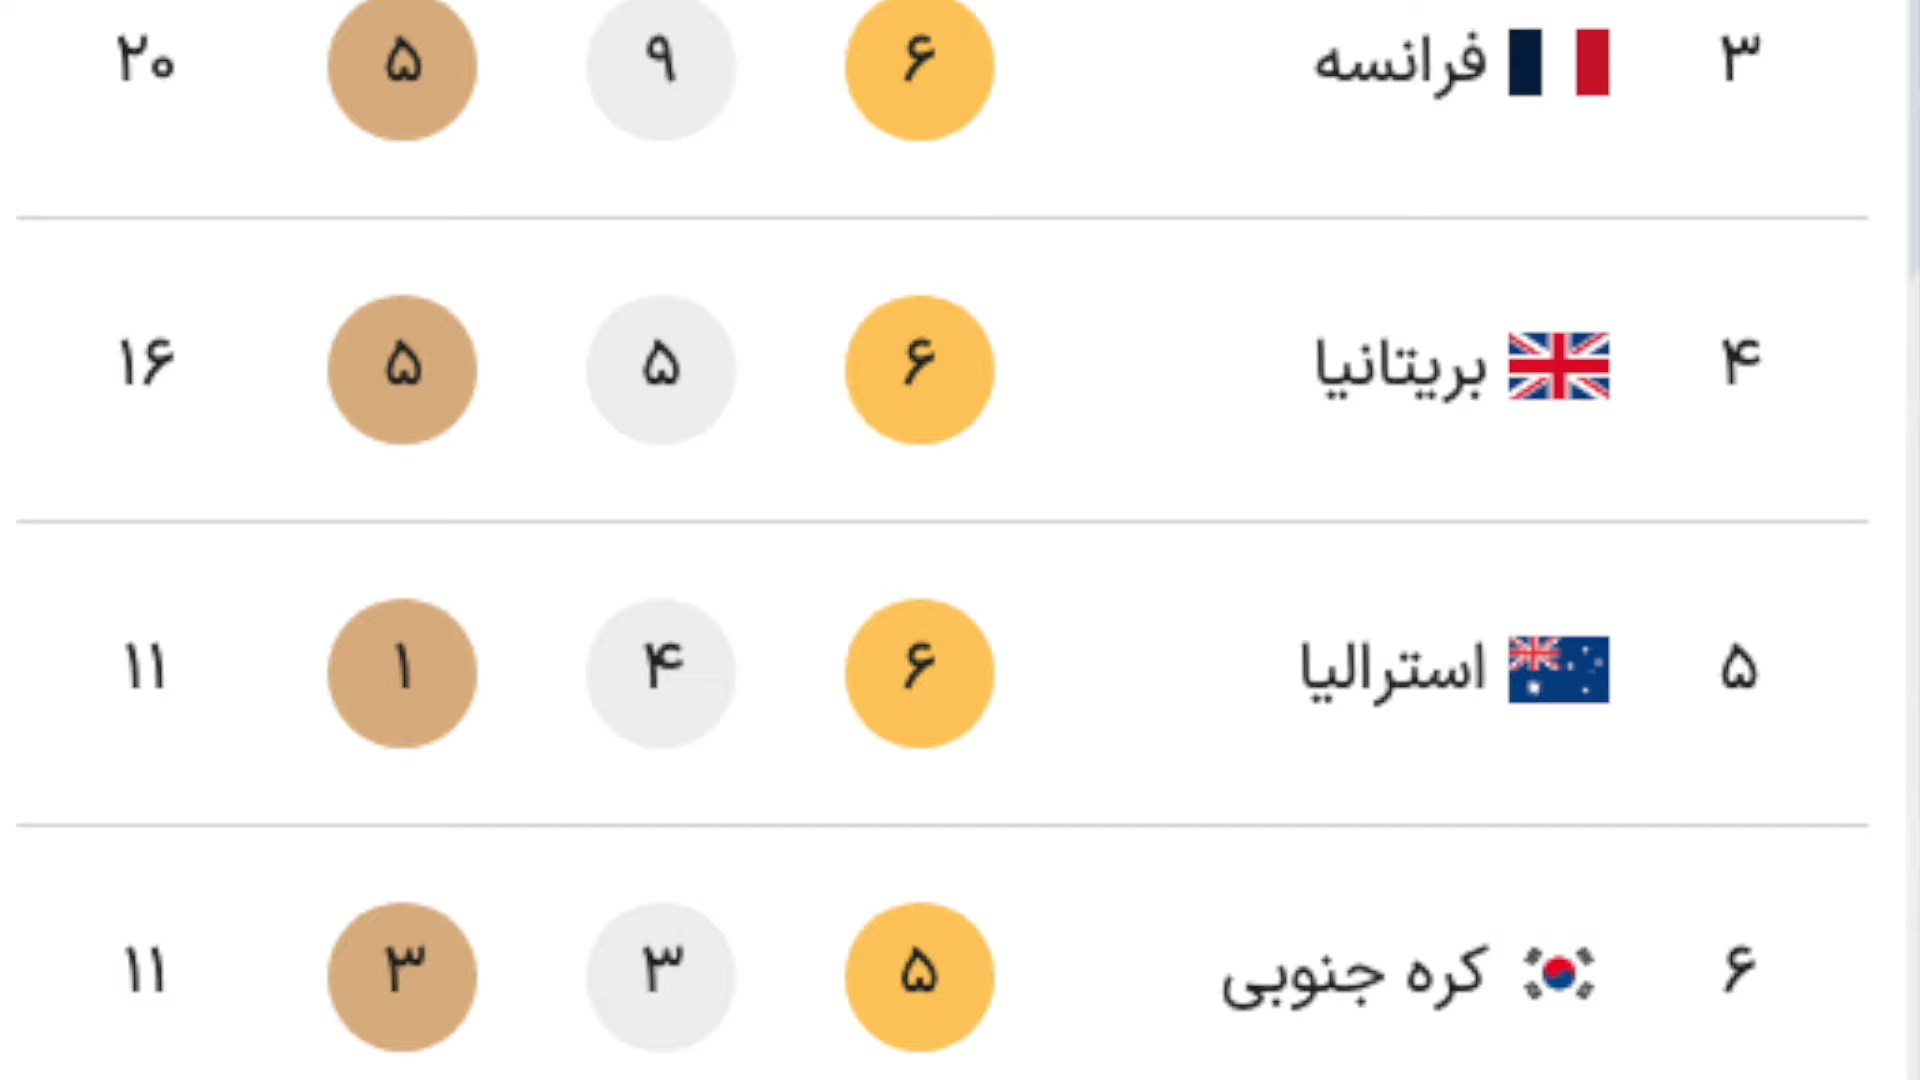 ۳ فرانسه ۶ ۹ ۵ ۲۰
۴ بریتانیا ۶ ۵ ۵ ۱۶
۵ استرالیا ۶ ۴ ۱ ۱۱
۶ کره جنوبی ۵ ۳ ۳ ۱۱